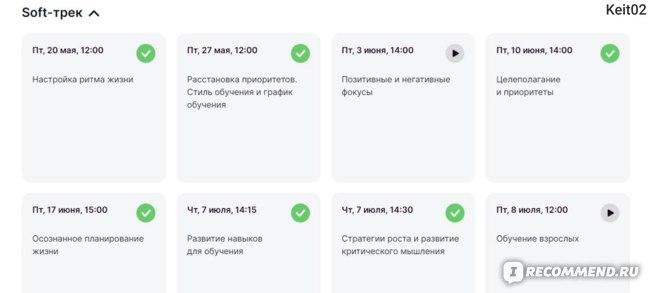 Soft-трек
Keit02
Пт, 20 мая, 12:00
Настройка ритма жизни
Пт, 27 мая, 12:00
Расстановка приоритетов.
Стиль обучения и график
обучения
Пт, 3 июня, 14:00
Позитивные и негативные
фокусы
Пт, 10 июня, 14:00
Целеполагание
и приоритеты
Пт, 17 июня, 15:00
Осознанное планирование
жизни
Чт, 7 июля, 14:15
Развитие навыков
для обучения
Чт, 7 июля, 14:30
Стратегии роста и развитие
критического мышления
Пт, 8 июля, 12:00
Обучение взрослых
I RECOMMEND.RU